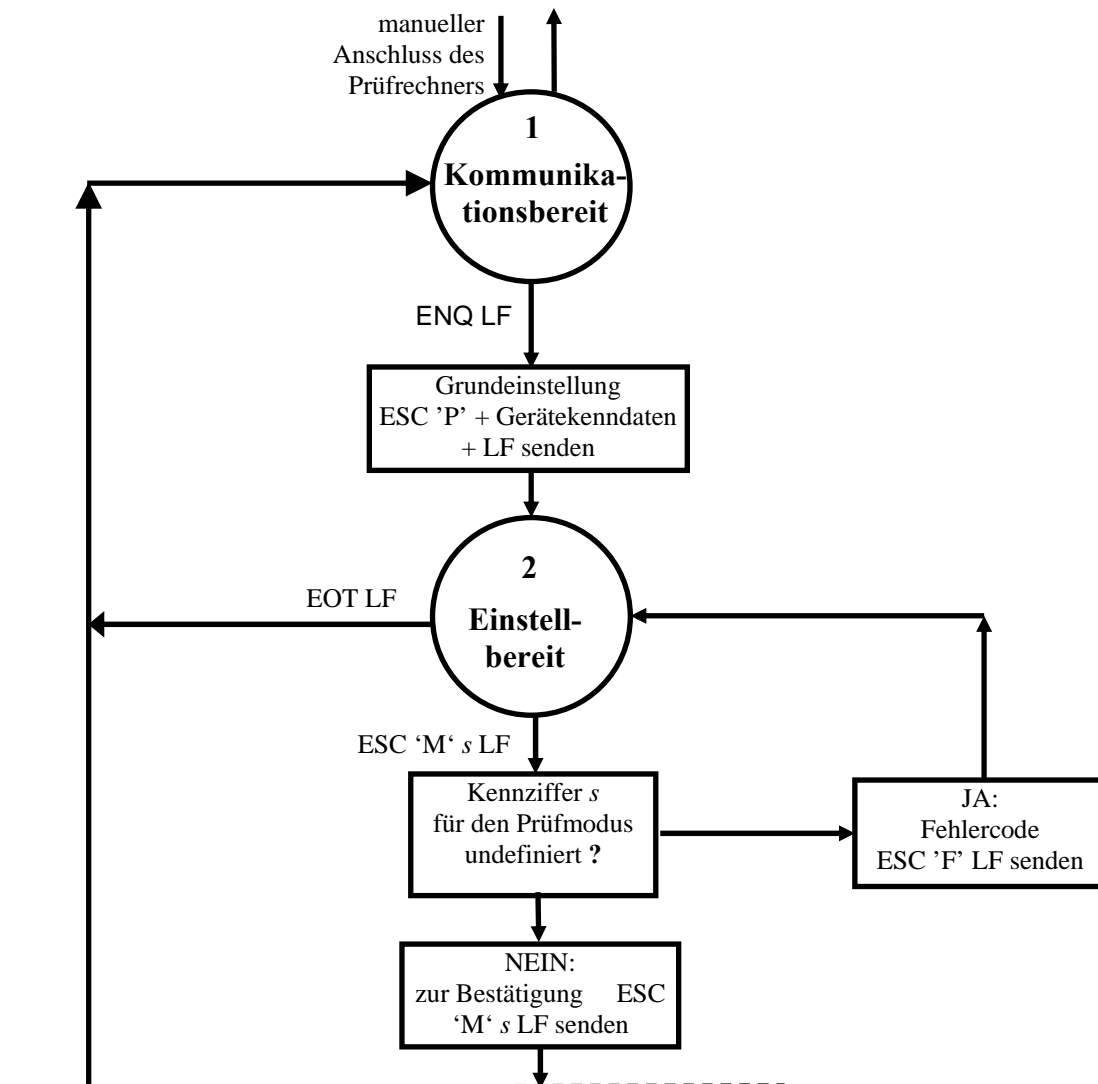 manueller
Anschluss des
Prüfrechners
1
Kommunika-
tionsbereit
ENQ LF
Grundeinstellung
ESC ’P’ + Gerätekenndaten
+ LF senden
2
Einstell-
bereit
EOT LF
ESC ‘M‘ s LF
Kennziffer s
für den Prüfmodus
undefiniert ?
JA:
Fehlercode
ESC ’F’ LF senden
NEIN:
zur Bestätigung ESC
‘M‘ s LF senden